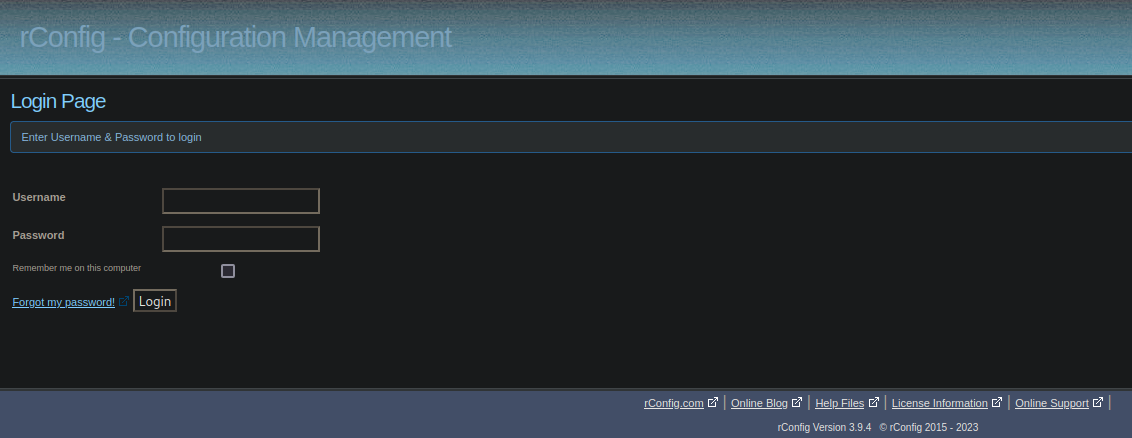 rConfig - Configuration Management
Login Page
Enter Username & Password to login
Username
Password
Remember me on this computer
Forgot my password! Login
rConfig.com | Online Blog | Help Files | License Information | Online Support |
rConfig Version 3.9.4 © rConfig 2015 - 2023